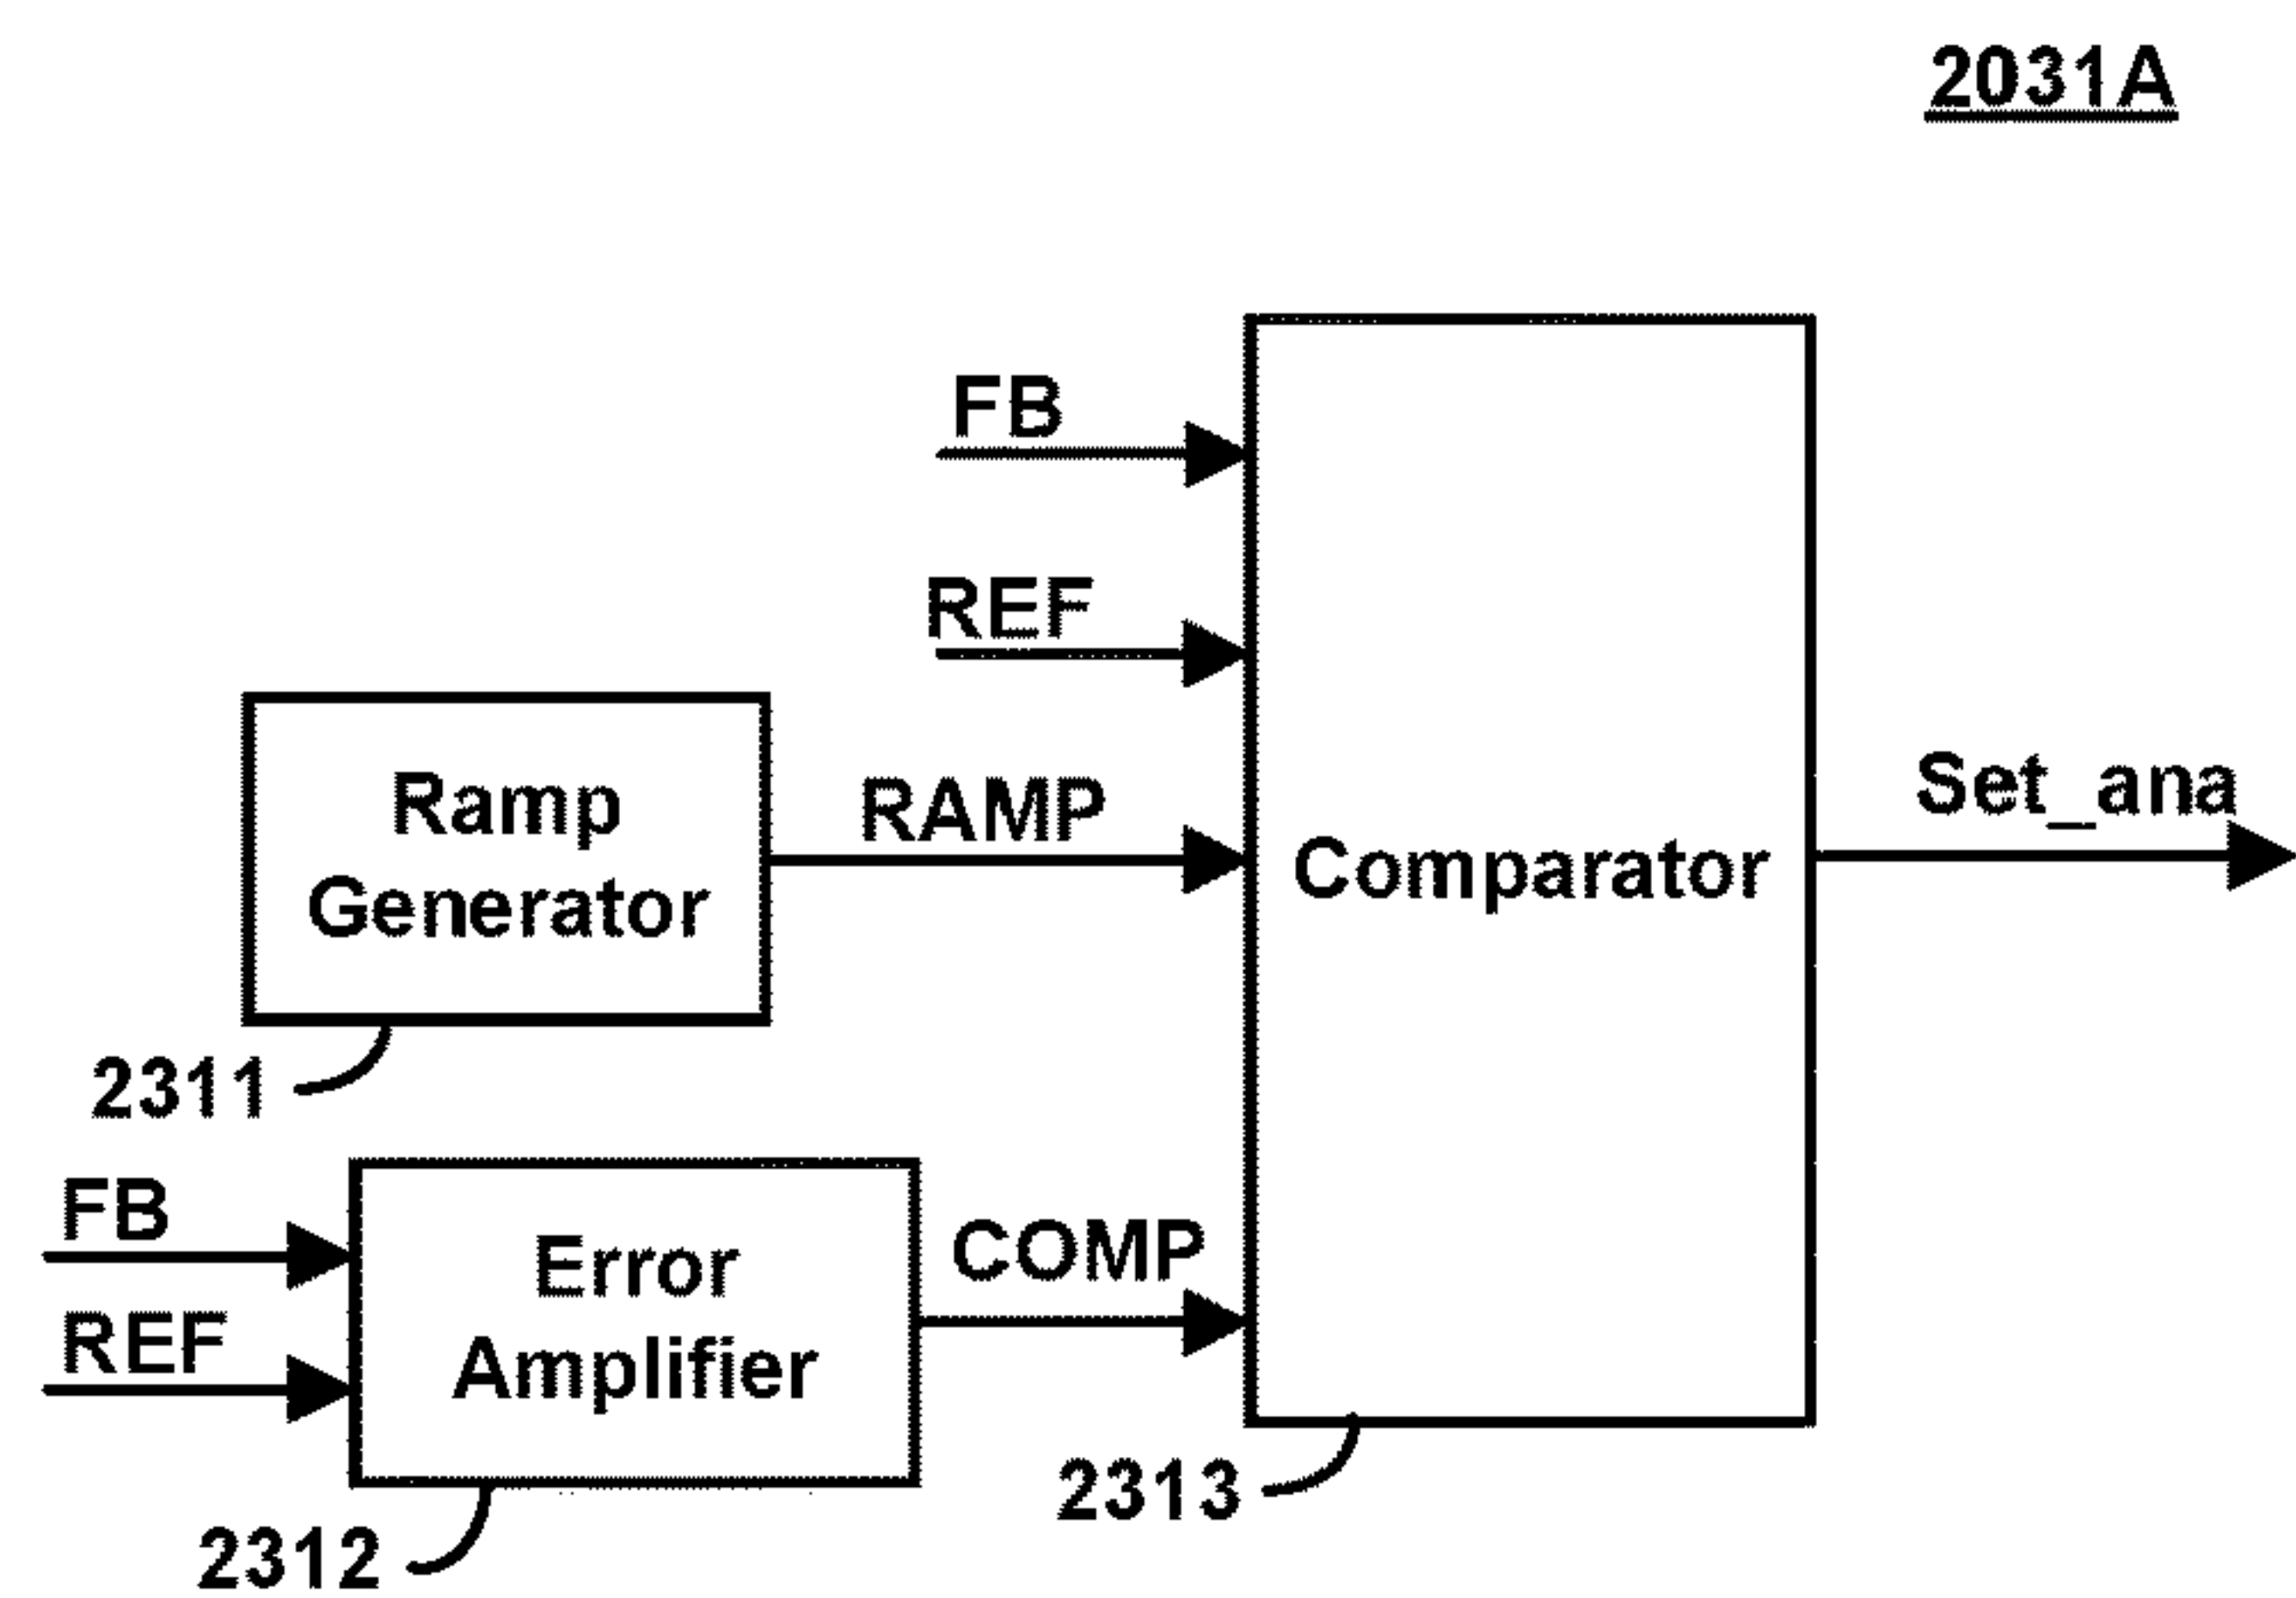 2031A
FB
REF
Ramp
Generator
RAMP
Comparator
Set_ana
2311
FB
REF
Error
Amplifier
COMP
2313
2312